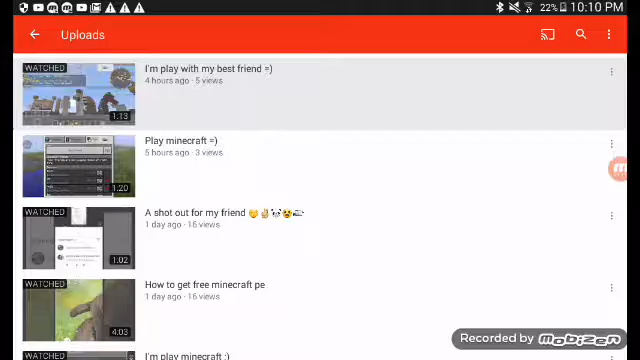 22% 10:10 PM
Uploads
WATCHED
I'm play with my best friend =)
4 hours ago · 5 views
1:13
Play minecraft =)
5 hours ago · 3 views
1:20
WATCHED
A shot out for my friend 
1 day ago · 16 views
1:02
WATCHED
How to get free minecraft pe
1 day ago · 16 views
4:03
WATCHED
I'm play minecraft :)
Recorded by Mobizen